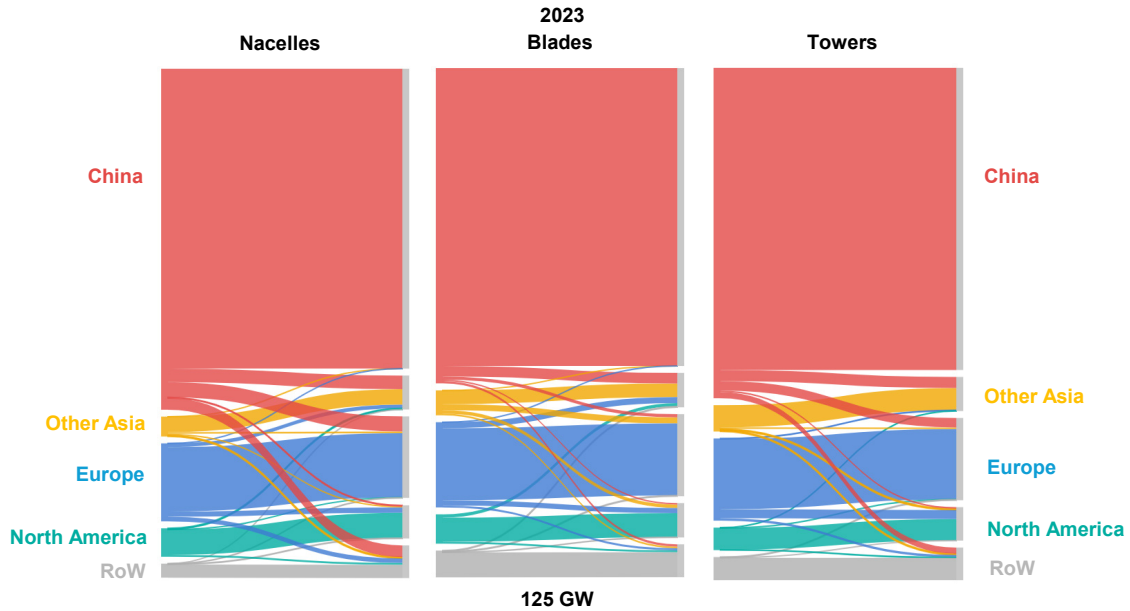 2023
Nacelles
Blades
Towers
China
China
Other Asia
Other Asia
Europe
Europe
North America
North America
RoW
RoW
125 GW